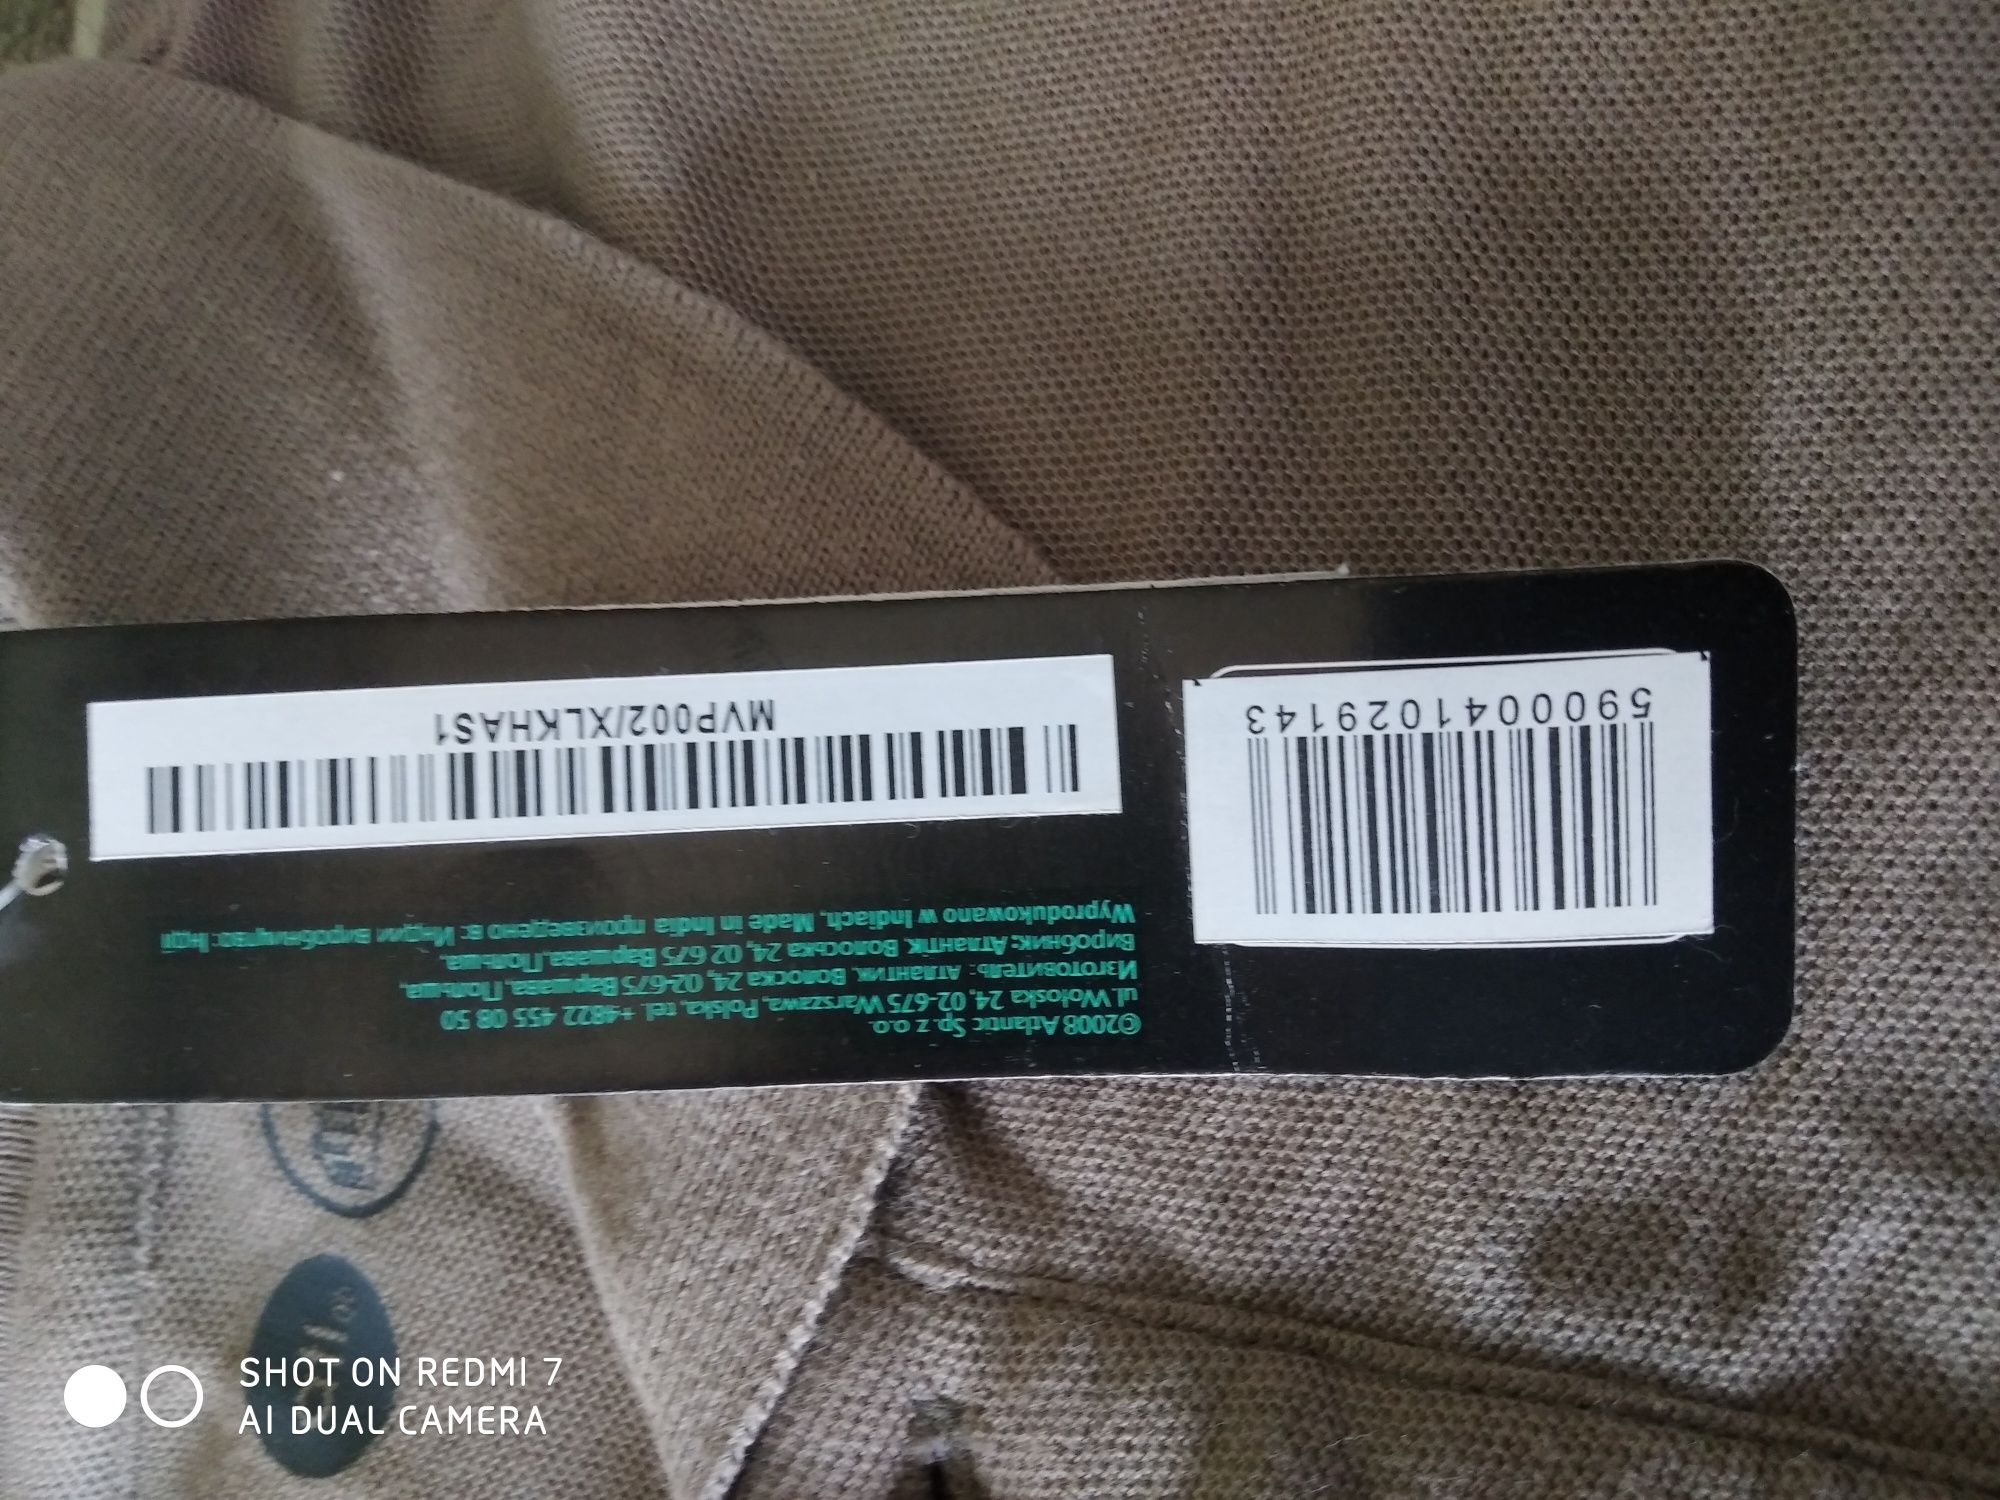 ©2008 Atlantic Sp. z o.o.
ul. Wołoska 24, 02-675 Warszawa, Polska, tel. +4822 455 08 50
Изготовитель: Атлантик, Волоска 24, 02-675 Варшава, Польша,
Виробник: Атлантік, Волоська 24, 02 675 Варшава, Польша,
Wyprodukowano w Indiach, Made in India произведено в: Индии виробництво: Індії
MVP002/XLKHAS1
5900041029143
SHOT ON REDMI 7
AI DUAL CAMERA